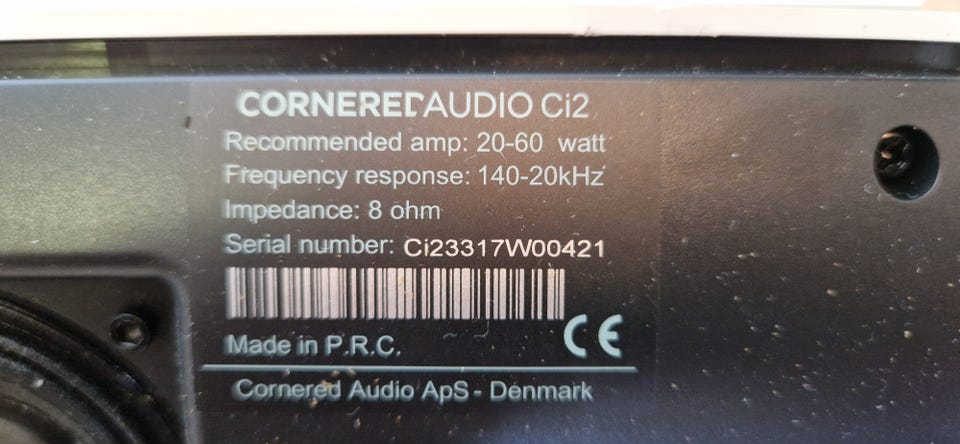 CORNEREDAUDIO Ci2
Recommended amp: 20-60 watt
Frequency response: 140-20kHz
Impedance: 8 ohm
Serial number: Ci23317W00421
Made in P.R.C.
CE
Cornered Audio ApS - Denmark